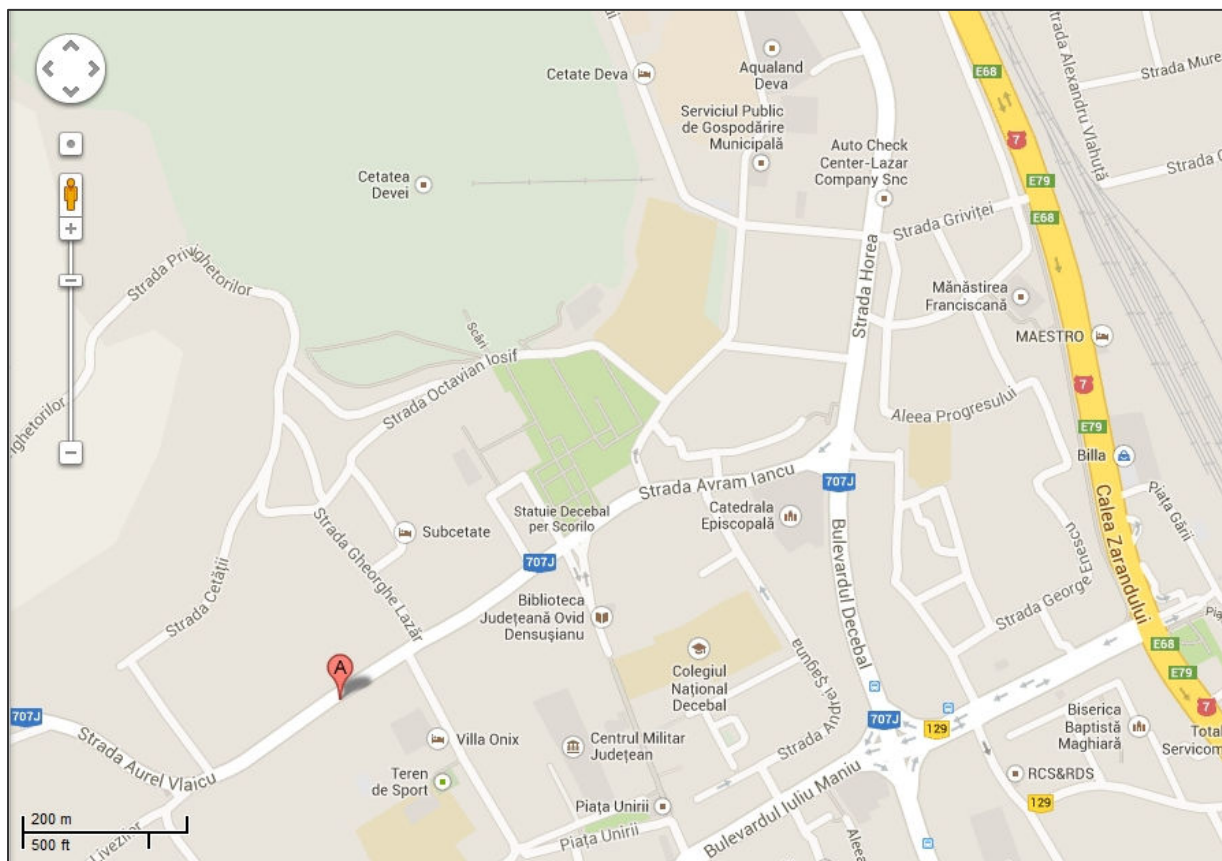 Cetate Deva
Aqualand
Deva
E68
Strada Alexandru Vlahuță
Serviciul Public
de Gospodărire
Municipală
Auto Check
Center-Lazar
Company Snc
7
Cetatea
Devei
E79
E68
Strada Griviței
Strada Privighetorilor
Strada Horea
Mănăstirea
Franciscană
Scări
MAESTRO
Strada Octavian Iosif
7
Aleea Progresului
E79
Billa
Strada Avram Iancu
707J
Piața Gării
Calea Zarandului
Statuie Decebal
per Scorilo
Catedrala
Episcopală
Subcetate
Strada Gheorghe Lazăr
707J
Bulevardul Decebal
Strada George Enescu
Strada Cetății
Biblioteca
Județeană Ovid
Densușianu
E68
Colegiul
Național
Decebal
E79
A
Strada Andrei Șaguna
7
707J
Strada Aurel Vlaicu
Villa Onix
Centrul Militar
Județean
707J
129
Biserica
Baptistă
Maghiară
Total
Teren
de Sport
RCS&RDS
Piața Unirii
129
Bulevardul Iuliu Maniu
Piața Unirii
Aleea
Livezilor
200 m
500 ft